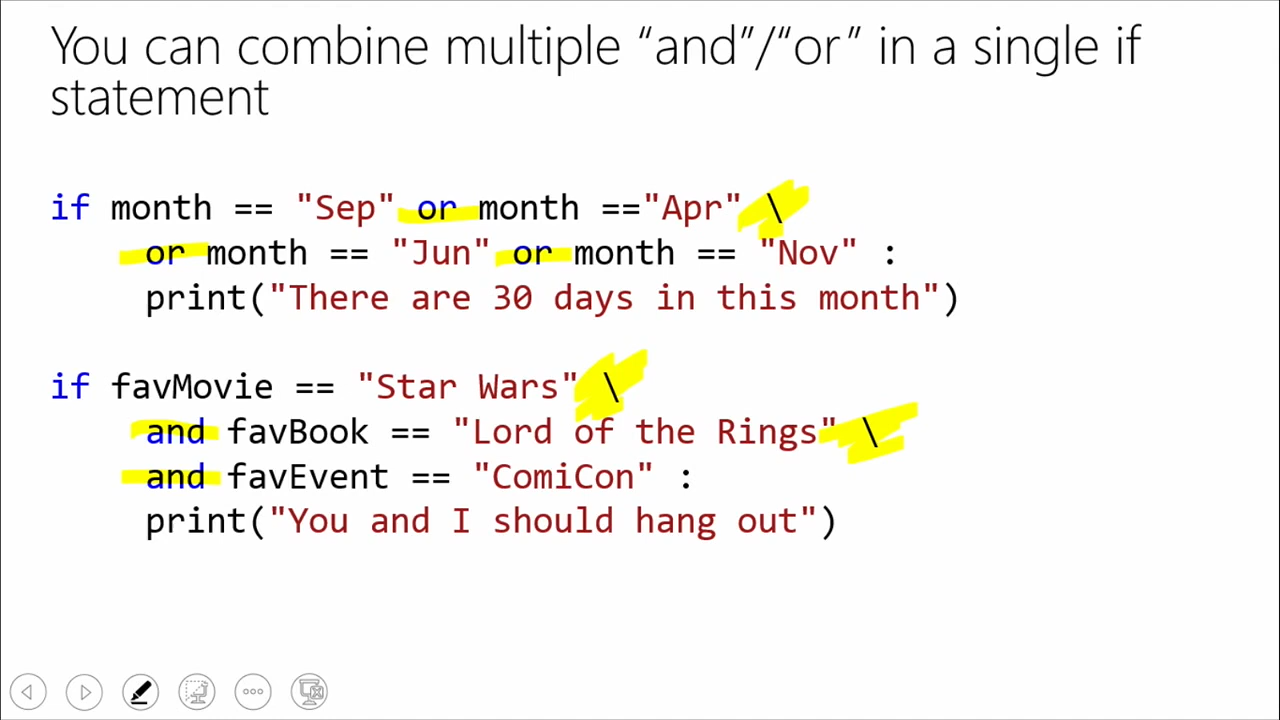 You can combine multiple “and”/“or” in a single if
statement
if month == "Sep" or month =="Apr" \
or month == "Jun" or month == "Nov" :
print("There are 30 days in this month")
if favMovie == "Star Wars" \
and favBook == "Lord of the Rings" \
and favEvent == "ComiCon" :
print("You and I should hang out")